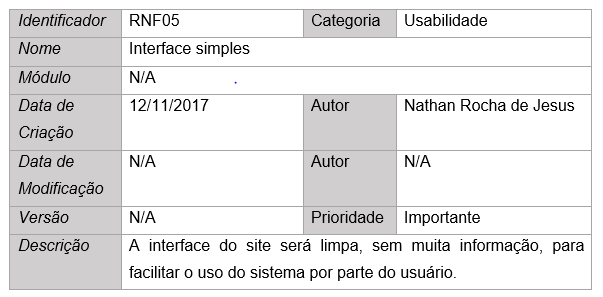 Identificador RNF05 Categoria Usabilidade
Nome Interface simples
Módulo N/A
Data de Criação 12/11/2017 Autor Nathan Rocha de Jesus
Data de Modificação N/A Autor N/A
Versão N/A Prioridade Importante
Descrição A interface do site será limpa, sem muita informação, para
facilitar o uso do sistema por parte do usuário.